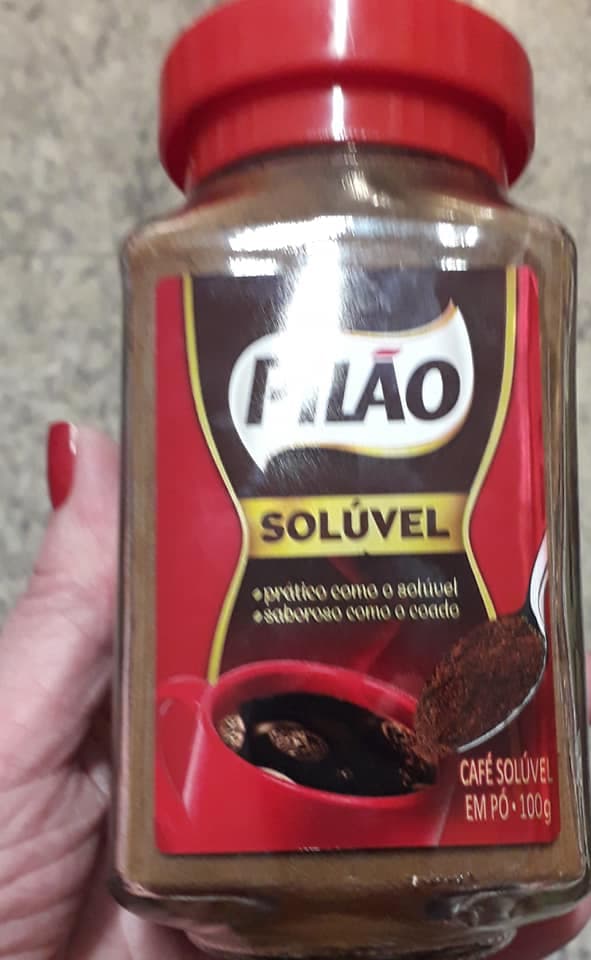 PILÃO
SOLÚVEL
•prático como o solúvel
•saboroso como o coado
CAFÉ SOLÚVEL
EM PÓ • 100g